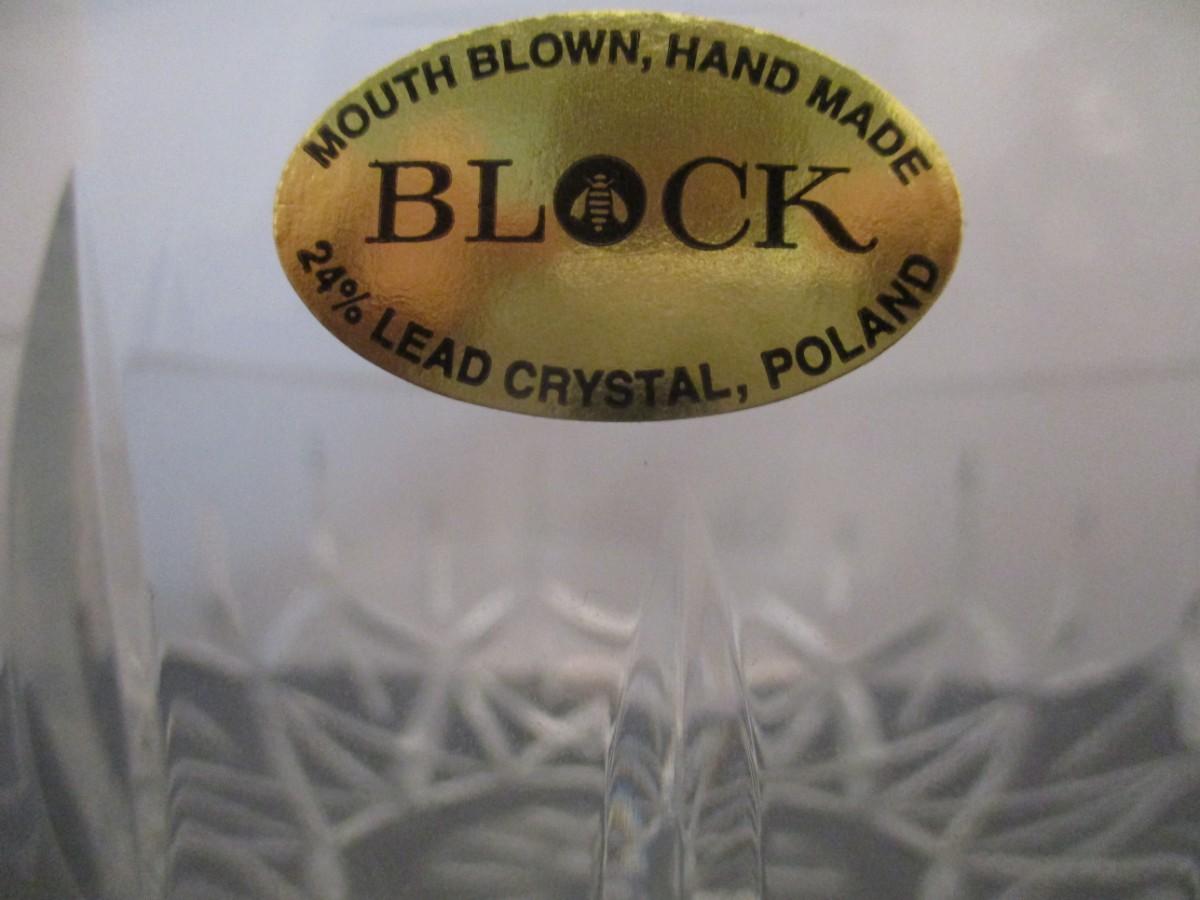 MOUTH BLOWN, HAND MADE
BLOCK
24% LEAD CRYSTAL, POLAND